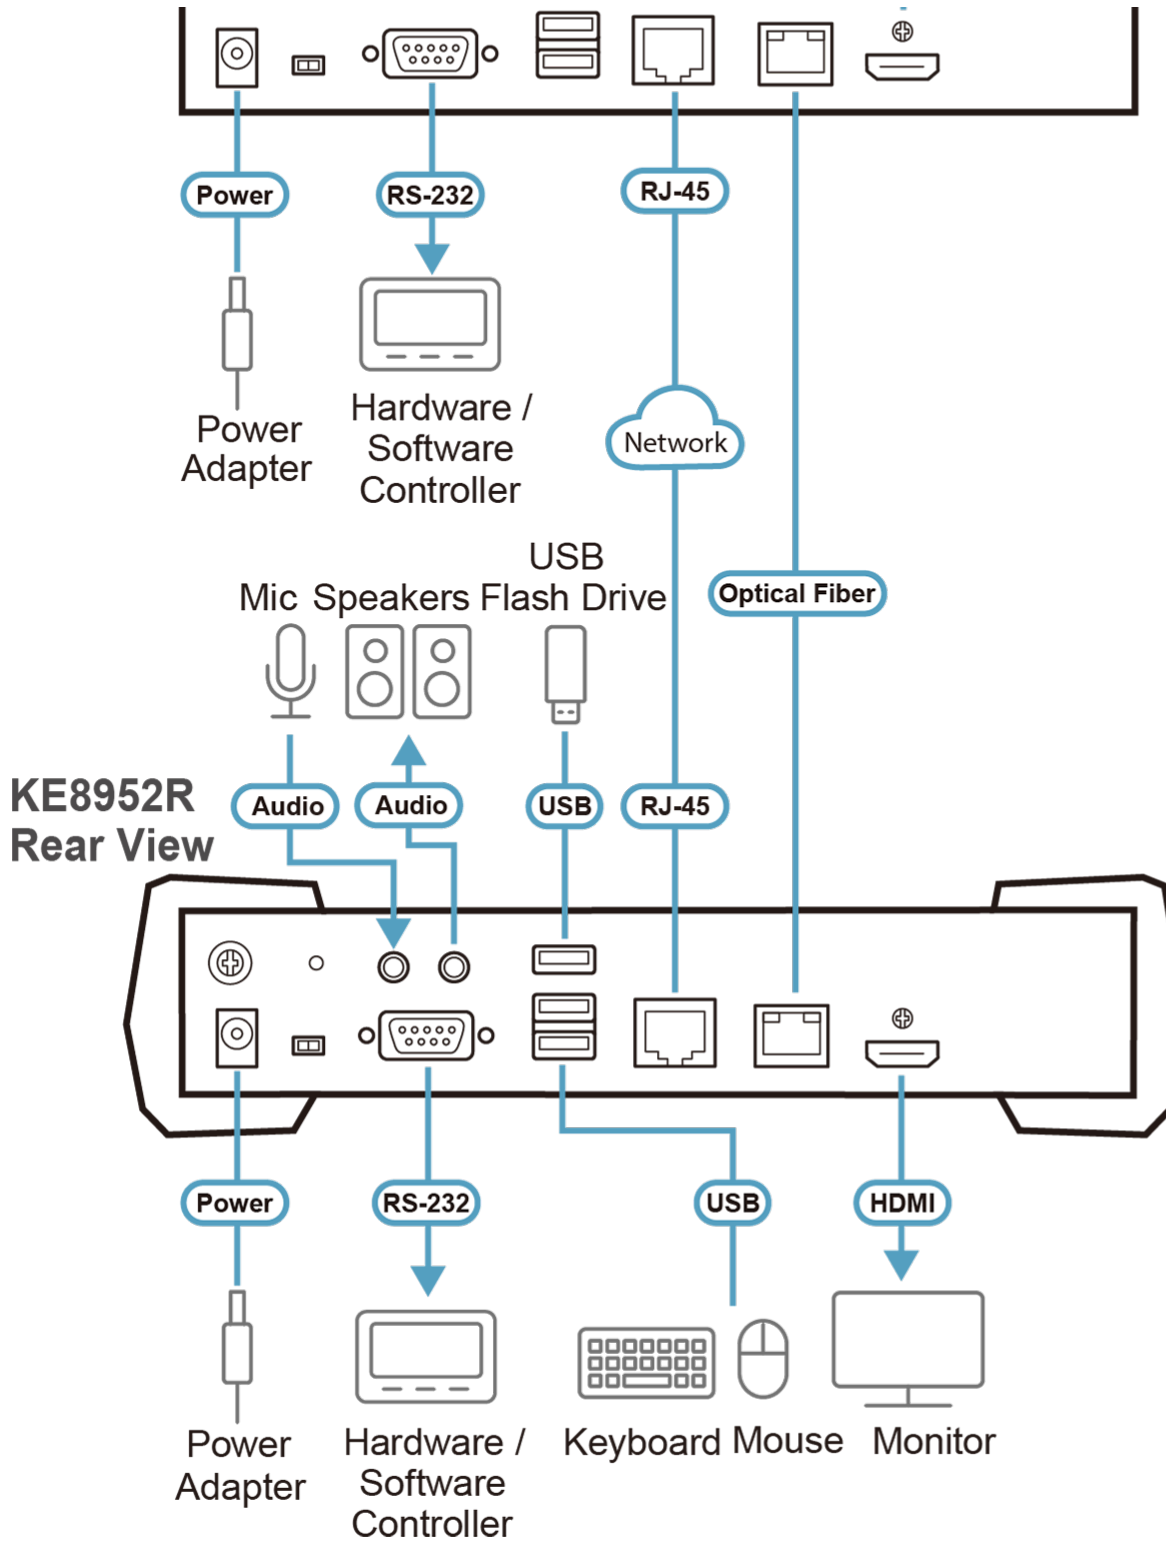 Power
RS-232
RJ-45
Power
Adapter
Hardware /
Software
Controller
Network
USB
Mic Speakers Flash Drive
Optical Fiber
KE8952R
Rear View
Audio
Audio
USB
RJ-45
Power
RS-232
USB
HDMI
Power
Adapter
Hardware /
Software
Controller
Keyboard Mouse Monitor